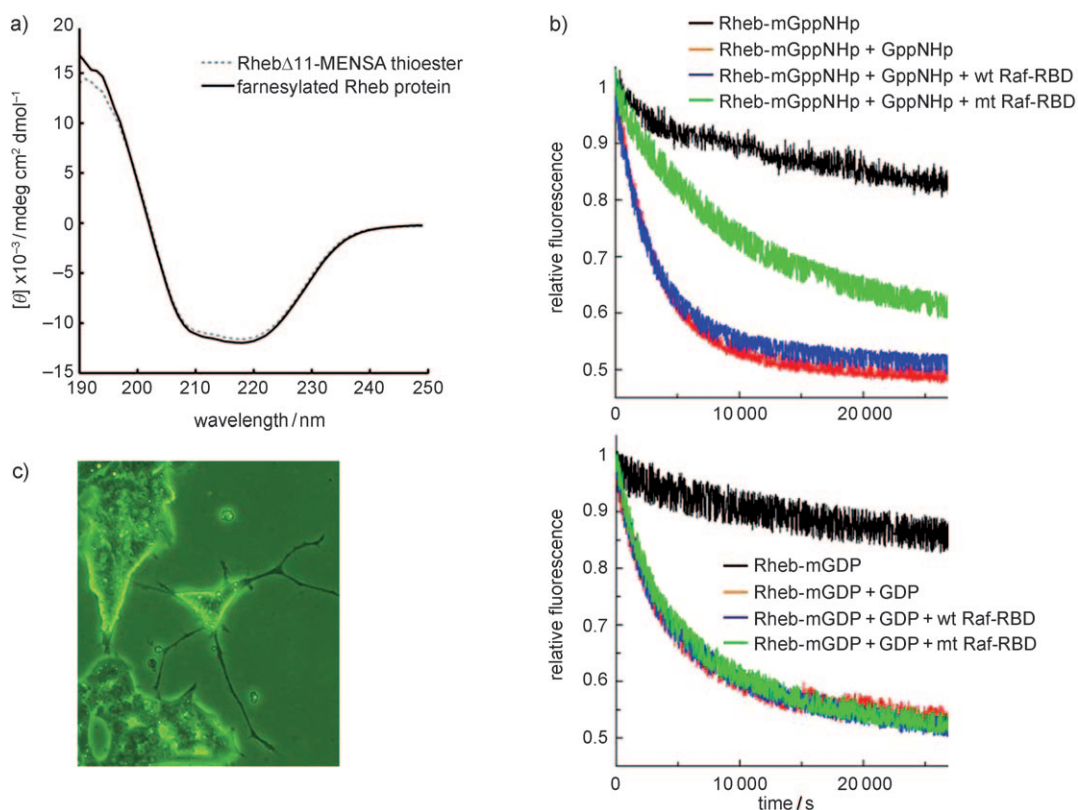 a)
RhebΔ11-MENSA thioester
farnesylated Rheb protein
15
10
5
0
–5
–10
–15
190 200 210 220 230 240 250
[θ] x10⁻³ / mdeg cm² dmol⁻¹
wavelength / nm
b)
Rheb-mGppNHp
Rheb-mGppNHp + GppNHp
Rheb-mGppNHp + GppNHp + wt Raf-RBD
Rheb-mGppNHp + GppNHp + mt Raf-RBD
1
0.9
0.8
0.7
0.6
0.5
relative fluorescence
0 10 000 20 000
1
0.9
0.8
0.7
0.6
0.5
relative fluorescence
Rheb-mGDP
Rheb-mGDP + GDP
Rheb-mGDP + GDP + wt Raf-RBD
Rheb-mGDP + GDP + mt Raf-RBD
0 10 000 20 000
time / s
c)